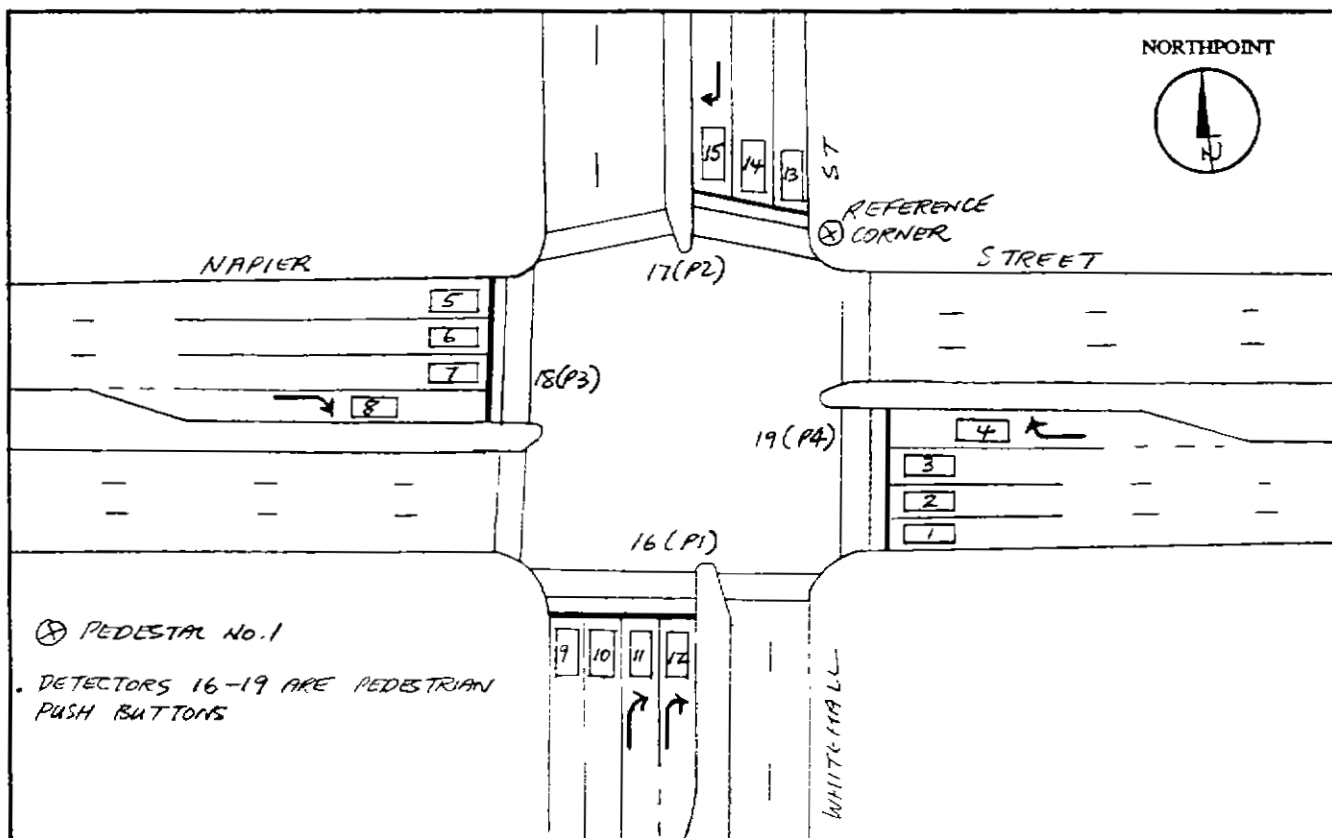 NORTHPOINT
ST
15
14
13
REFERENCE
CORNER
17(P2)
NAPIER
STREET
5
6
7
8
18(P3)
19(P4)
4
3
2
1
16(P1)
⊗ PEDESTAL NO.1
. DETECTORS 16-19 ARE PEDESTRIAN
PUSH BUTTONS
9
10
11
12
WHITEHALL